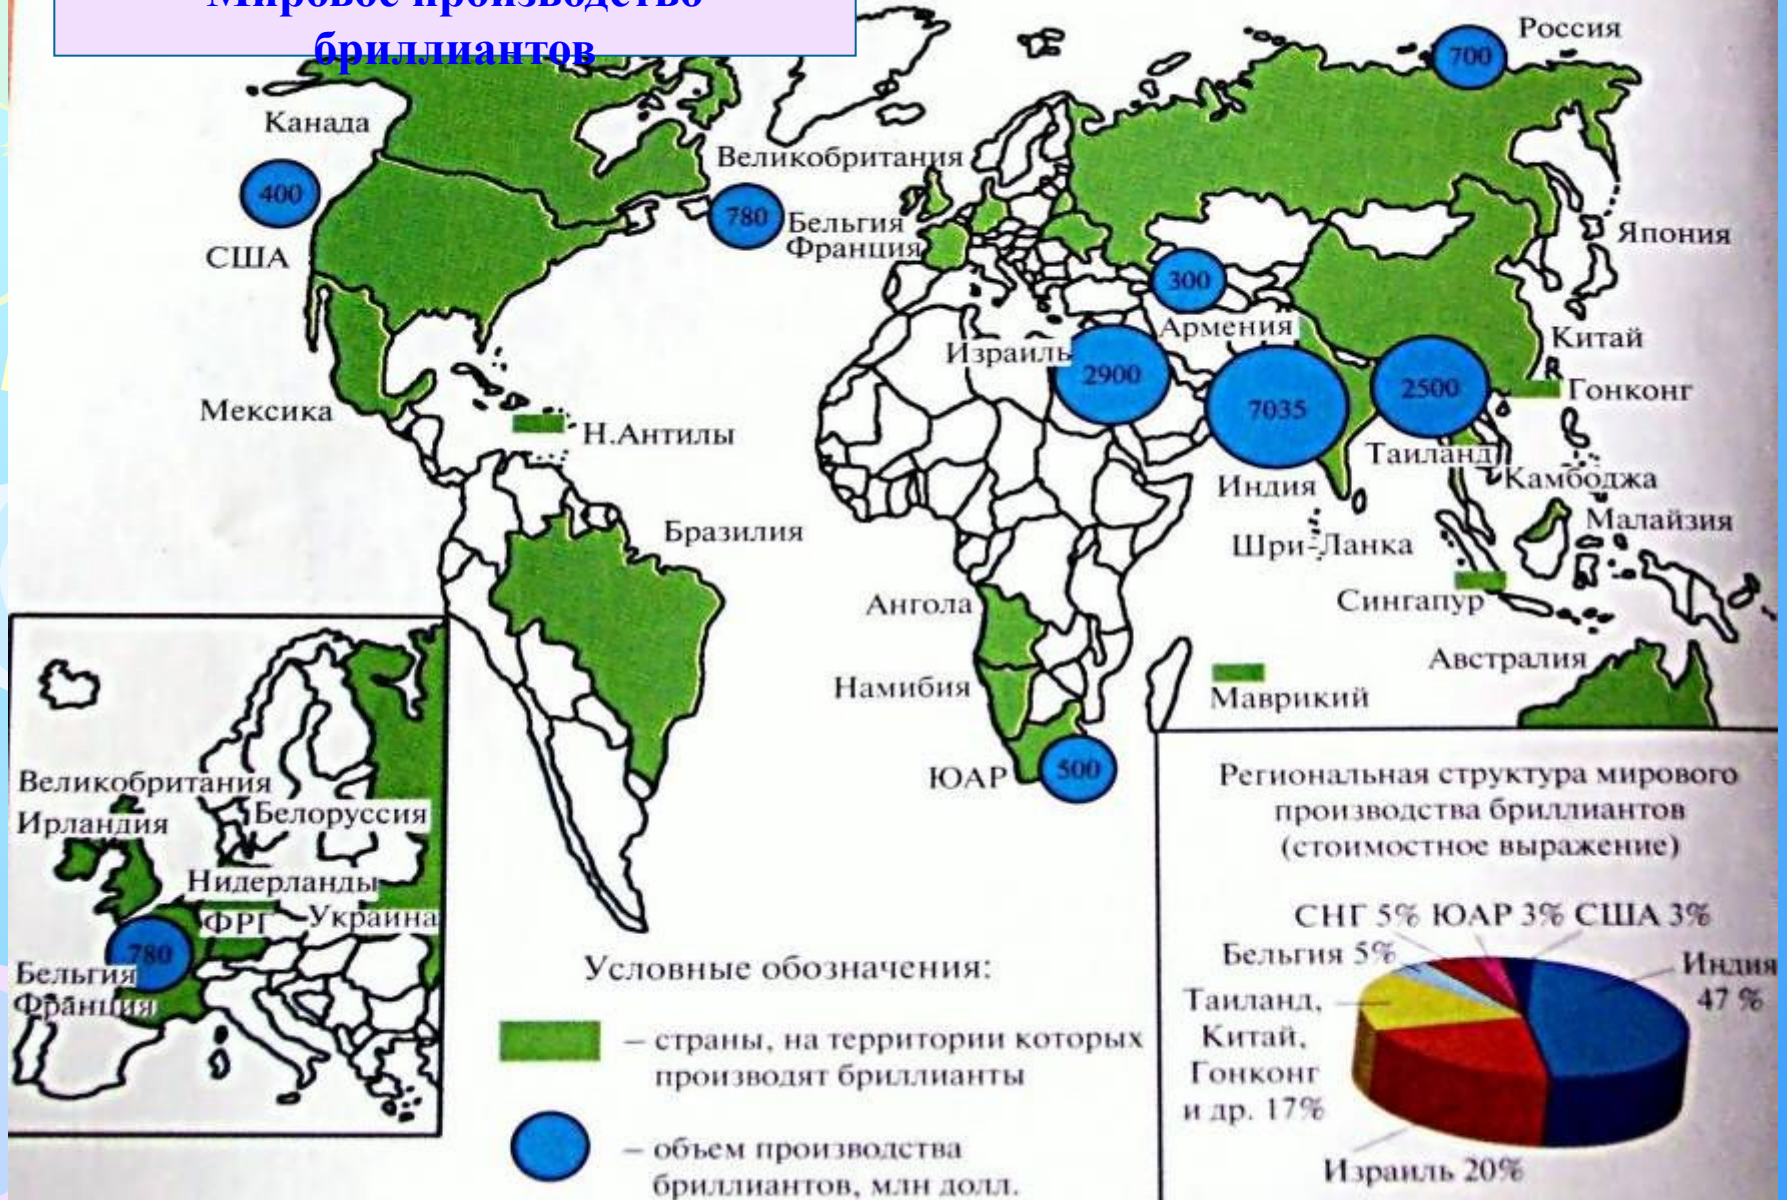 Мировое производство
бриллиантов
Россия
700
Канада
Великобритания
400
780
Бельгия
Франция
Япония
США
300
Армения
Китай
Израиль
2900
7035
2500
Гонконг
Мексика
Н.Антилы
Таиланд
Камбоджа
Индия
Малайзия
Бразилия
Шри-Ланка
Ангола
Сингапур
Австралия
Намибия
Маврикий
ЮАР
500
Великобритания
Белоруссия
Ирландия
Нидерланды
ФРГ
Украина
780
Бельгия
Франция
Условные обозначения:
– страны, на территории которых
производят бриллианты
– объем производства
бриллиантов, млн долл.
Региональная структура мирового
производства бриллиантов
(стоимостное выражение)
СНГ 5% ЮАР 3% США 3%
Бельгия 5%
Индия
47 %
Таиланд,
Китай,
Гонконг
и др. 17%
Израиль 20%